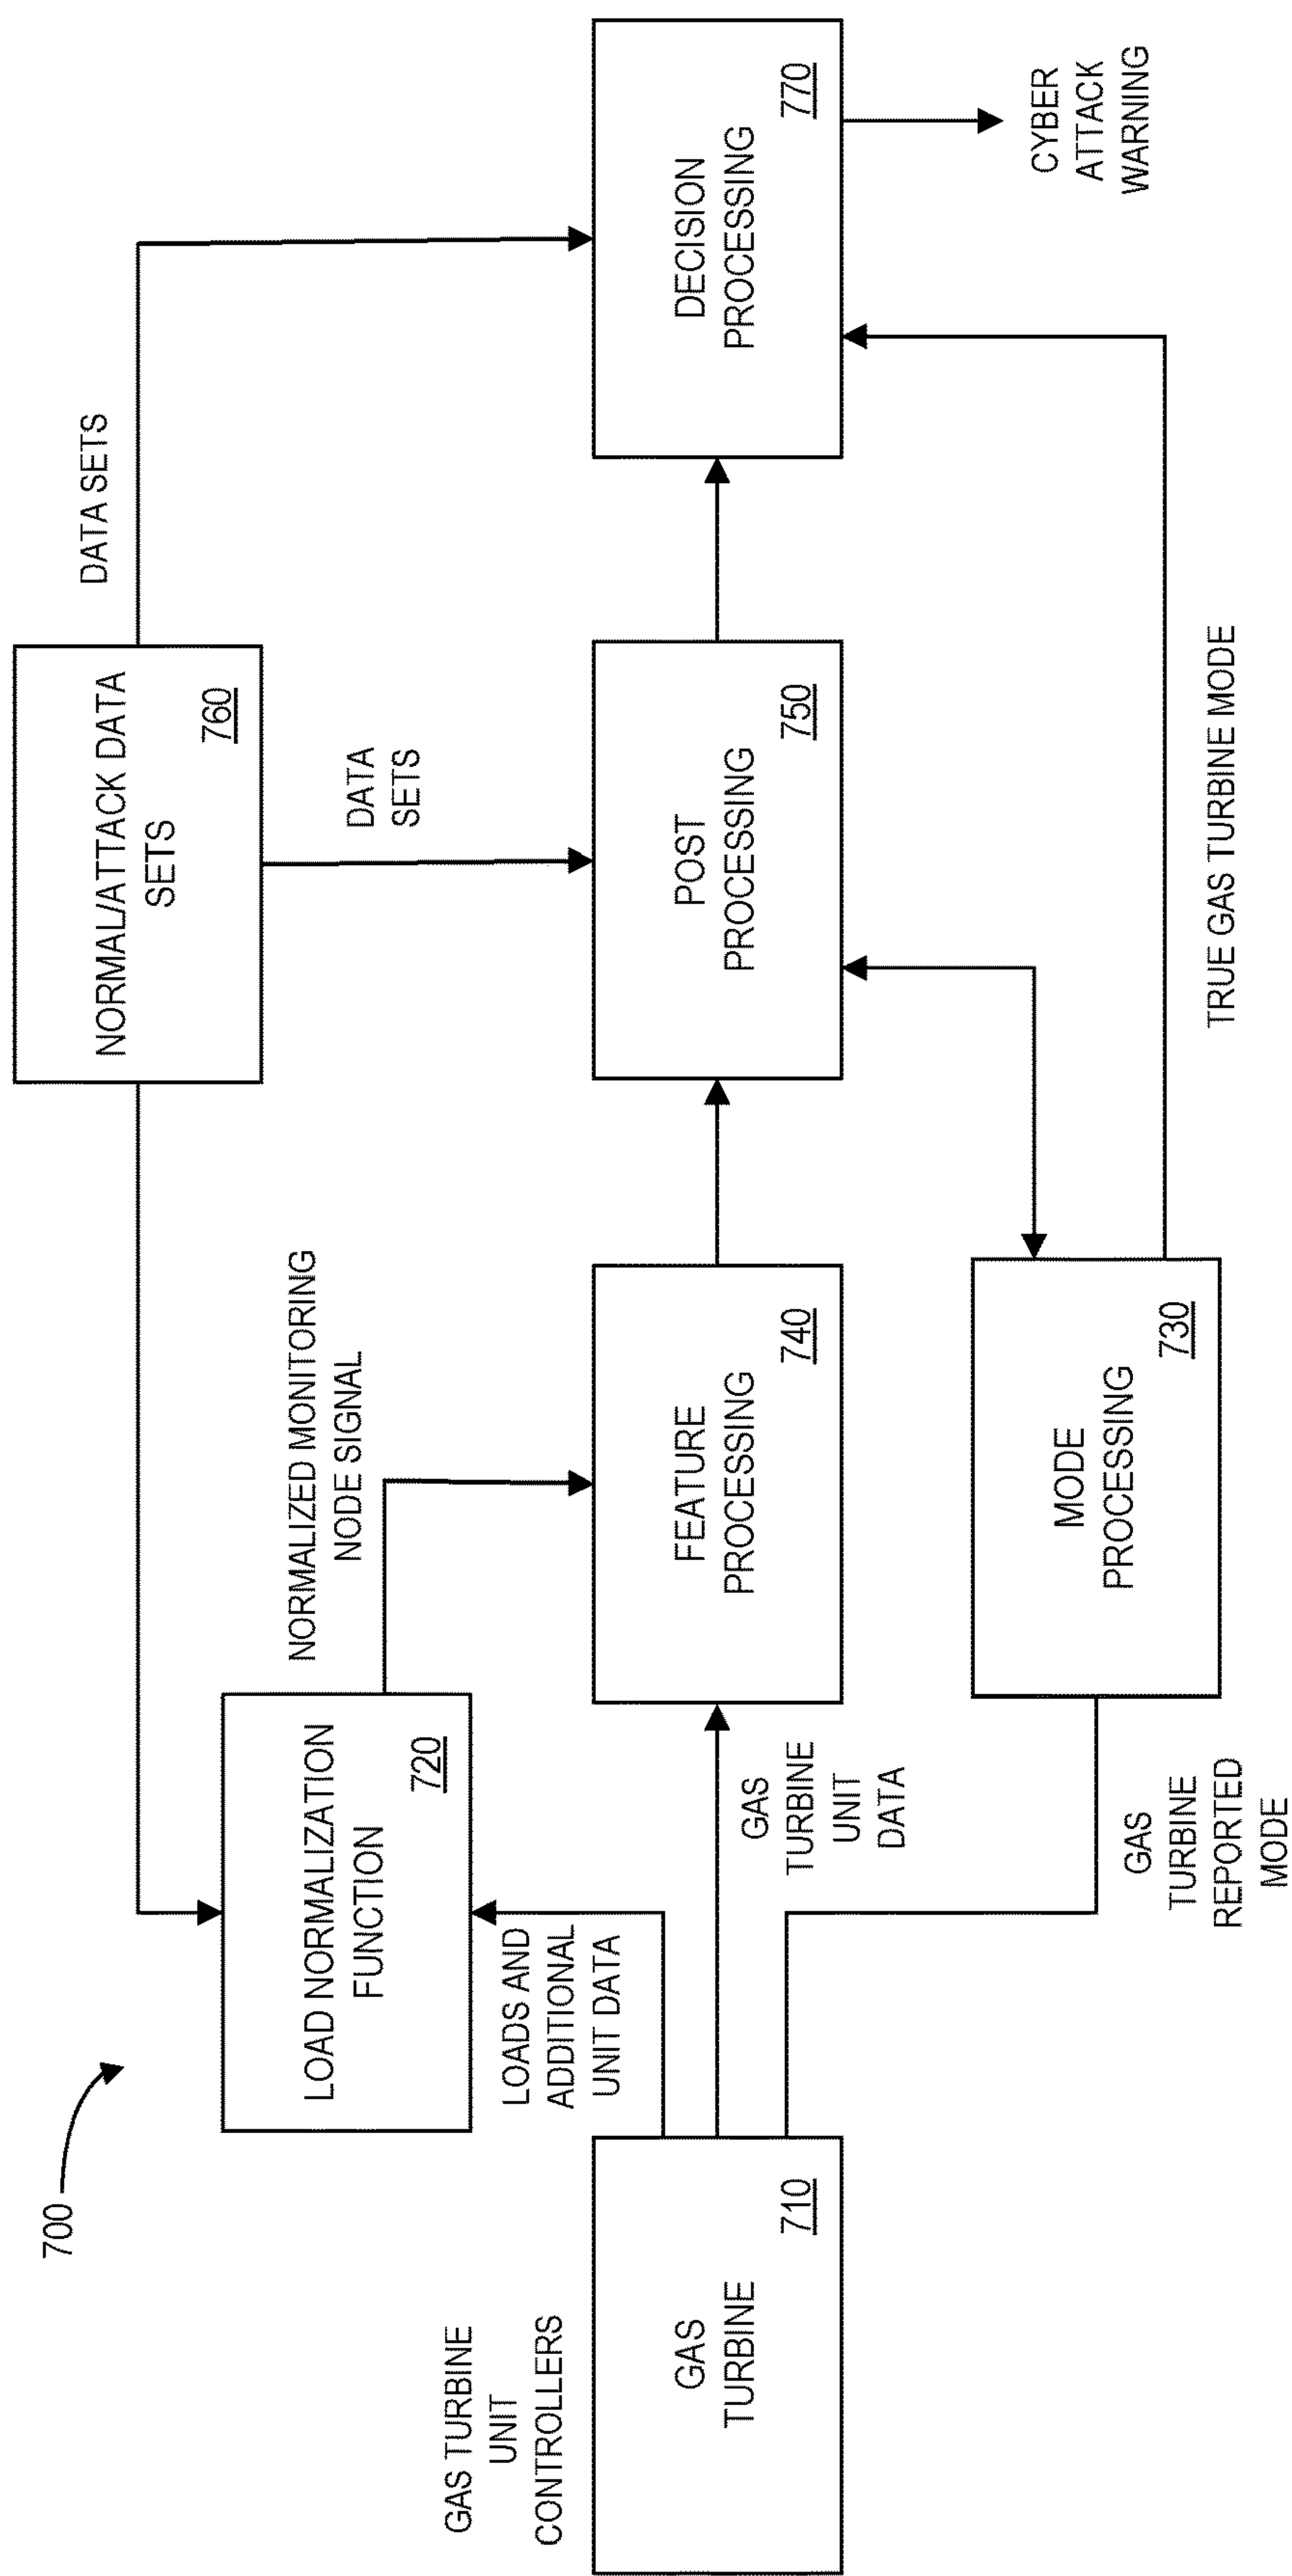 700
NORMAL/ATTACK DATA
SETS
760
DATA SETS
DATA
SETS
LOAD NORMALIZATION
FUNCTION
720
NORMALIZED MONITORING
NODE SIGNAL
LOADS AND
ADDITIONAL
UNIT DATA
GAS TURBINE
UNIT
CONTROLLERS
GAS
TURBINE
710
GAS
TURBINE
UNIT
DATA
FEATURE
PROCESSING
740
POST
PROCESSING
750
DECISION
PROCESSING
770
GAS
TURBINE
REPORTED
MODE
MODE
PROCESSING
730
TRUE GAS TURBINE MODE
CYBER
ATTACK
WARNING